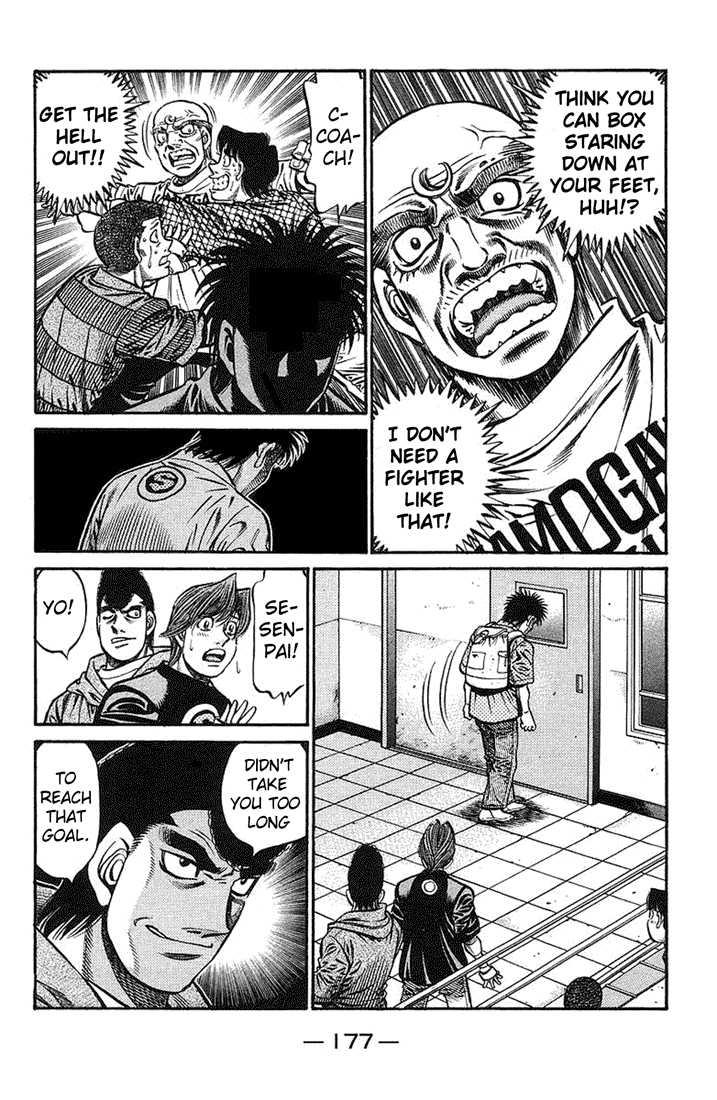 THINK YOU
CAN BOX
STARING
DOWN AT
YOUR FEET,
HUH!?
I DON'T
NEED A
FIGHTER
LIKE
THAT!
AMOGA
C-
COA-
CH!
GET THE
HELL
OUT!!
S
SE-
SEN-
PAI!
YO!
DIDN'T
TAKE
YOU TOO
LONG
TO
REACH
THAT
GOAL.
— 177 —